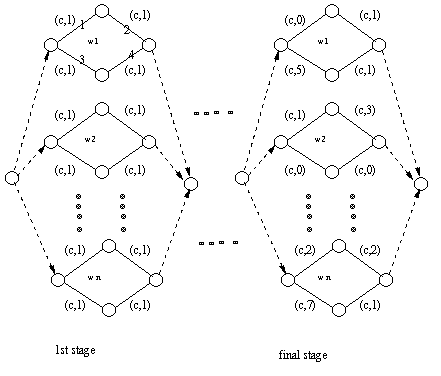 (c,1) (c,1) (c,0) (c,1)
1 2
w1 w1
3 4
(c,1) (c,1) (c,5) (c,1)
(c,1) (c,1) (c,1) (c,3)
w2 w2
(c,1) (c,1) (c,0) (c,0)
(c,1) (c,1) (c,2) (c,2)
w n w n
(c,1) (c,1) (c,7) (c,1)
1st stage final stage